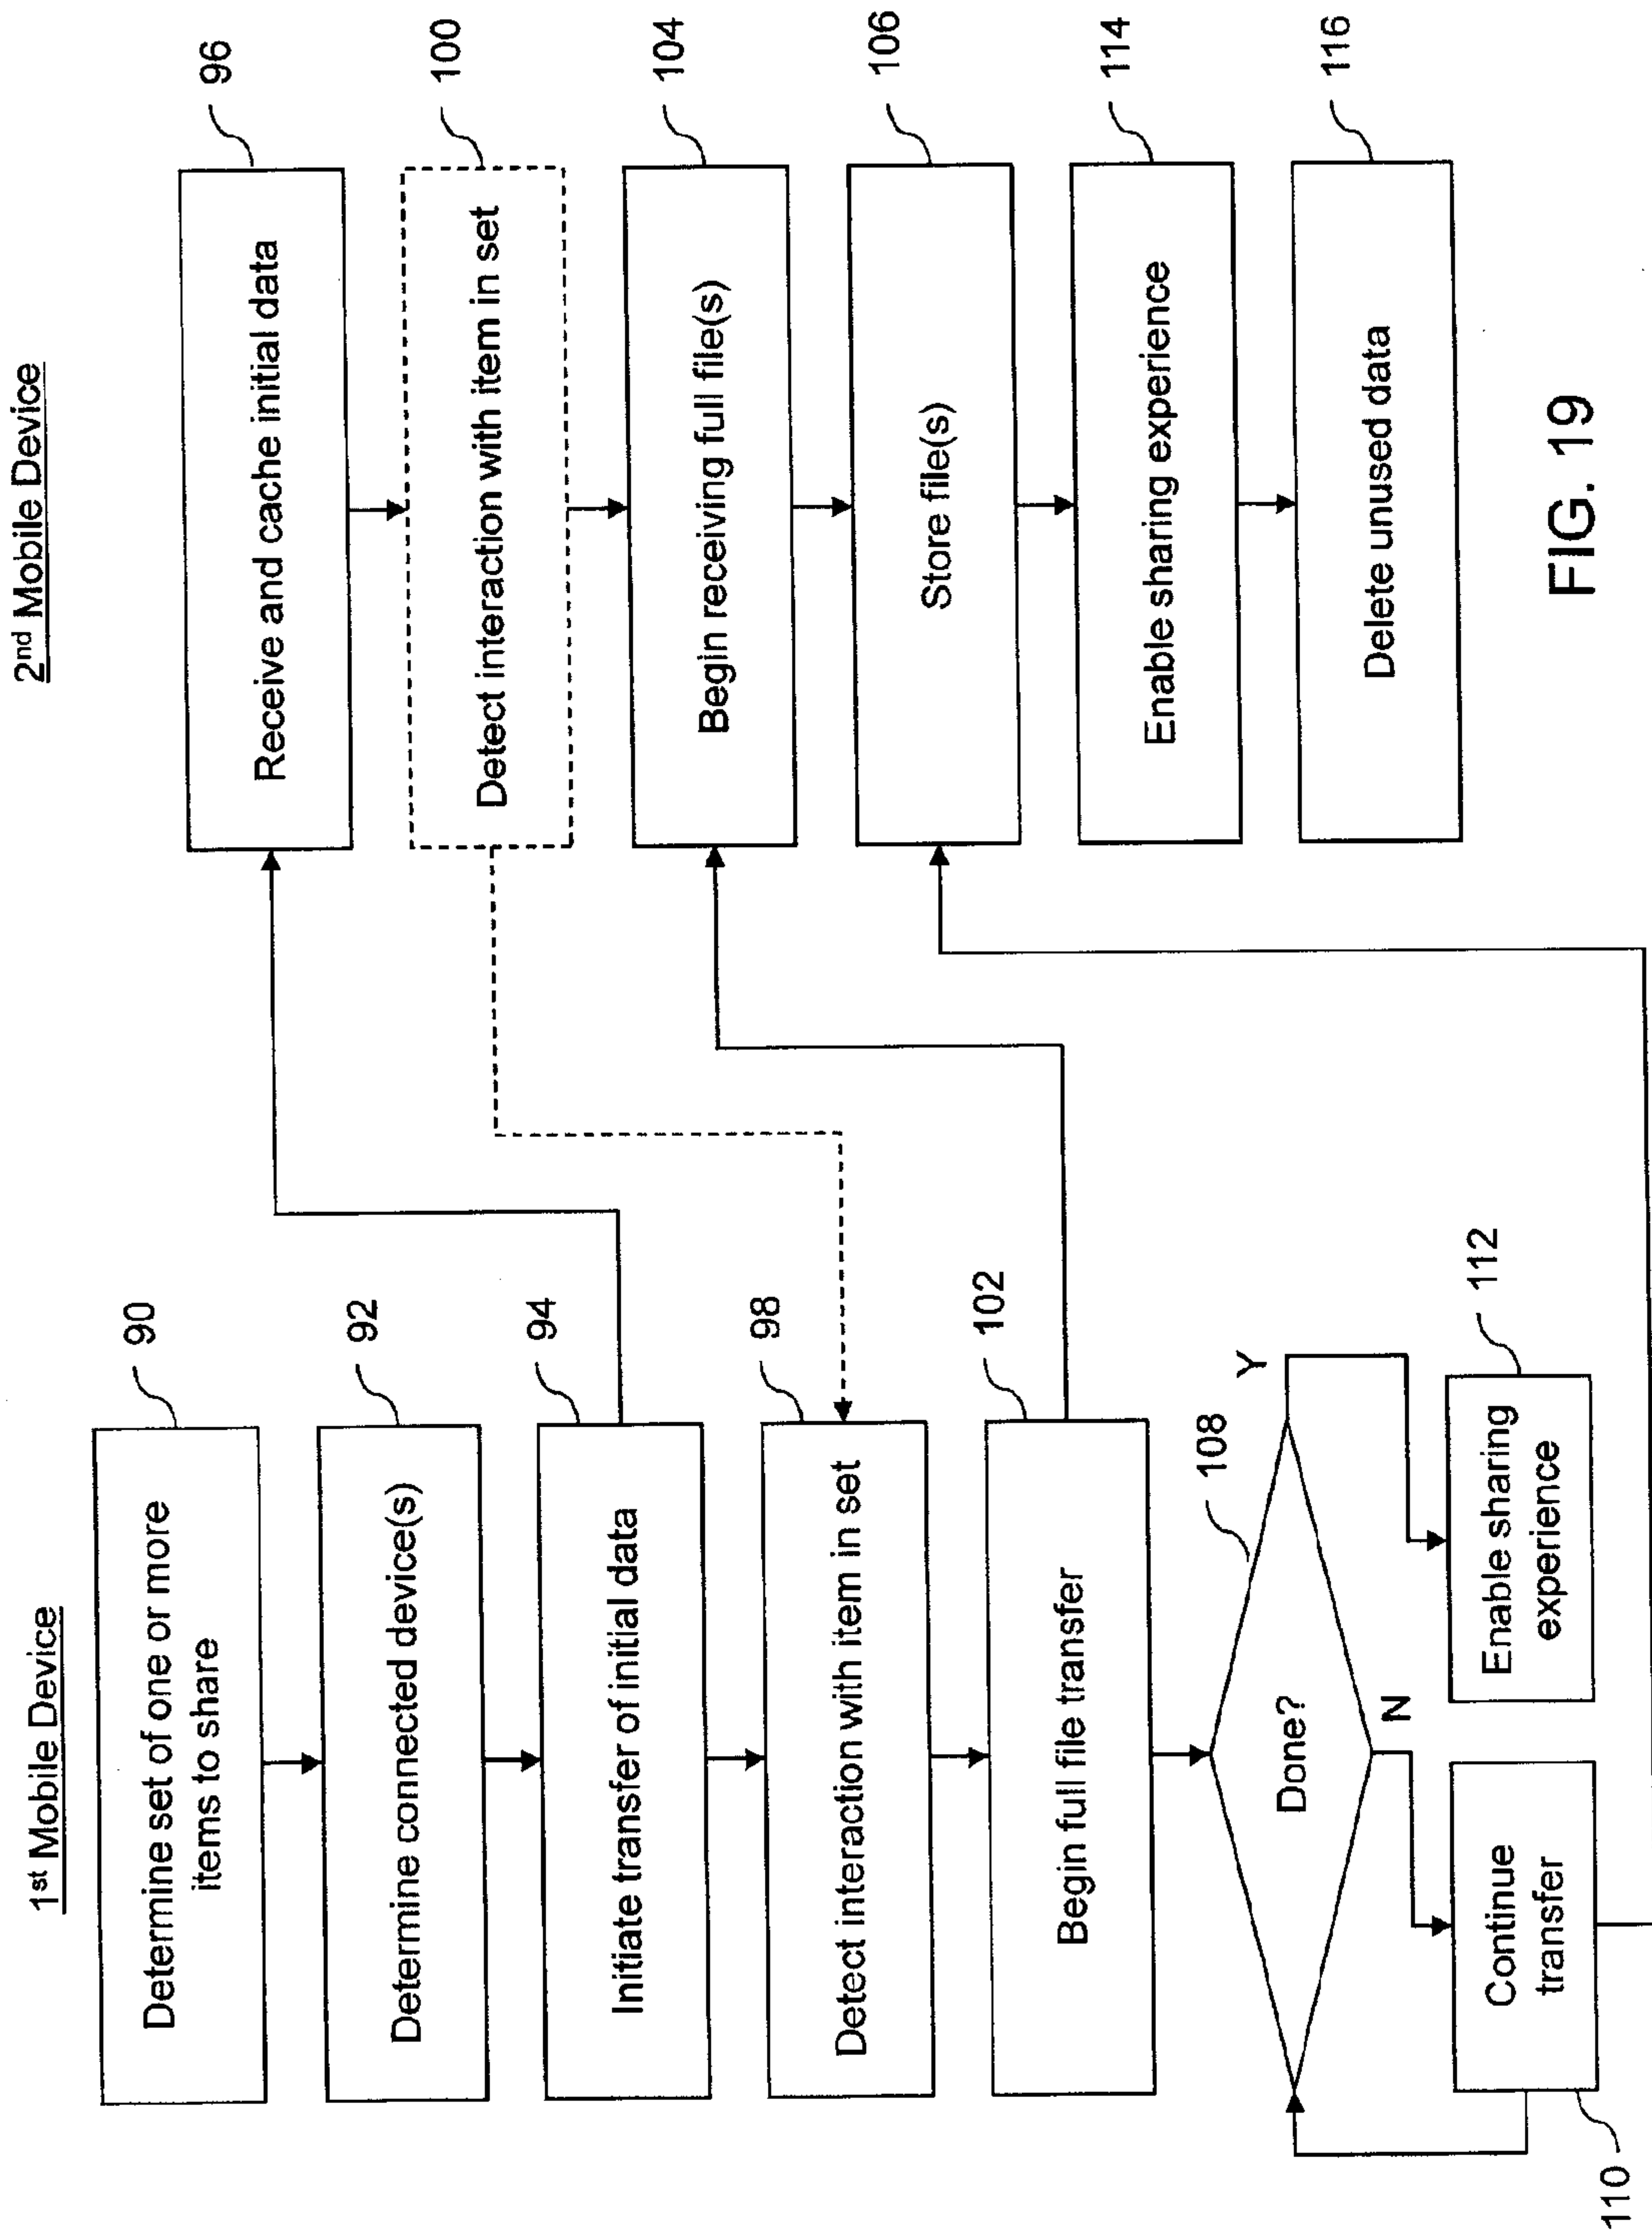 1st Mobile Device
90
Determine set of one or more
items to share
92
Determine connected device(s)
94
Initiate transfer of initial data
98
Detect interaction with item in set
102
Begin full file transfer
108
Done?
Y
N
110
Continue
transfer
112
Enable sharing
experience
2nd Mobile Device
96
Receive and cache initial data
100
Detect interaction with item in set
104
Begin receiving full file(s)
106
Store file(s)
114
Enable sharing experience
116
Delete unused data
FIG. 19